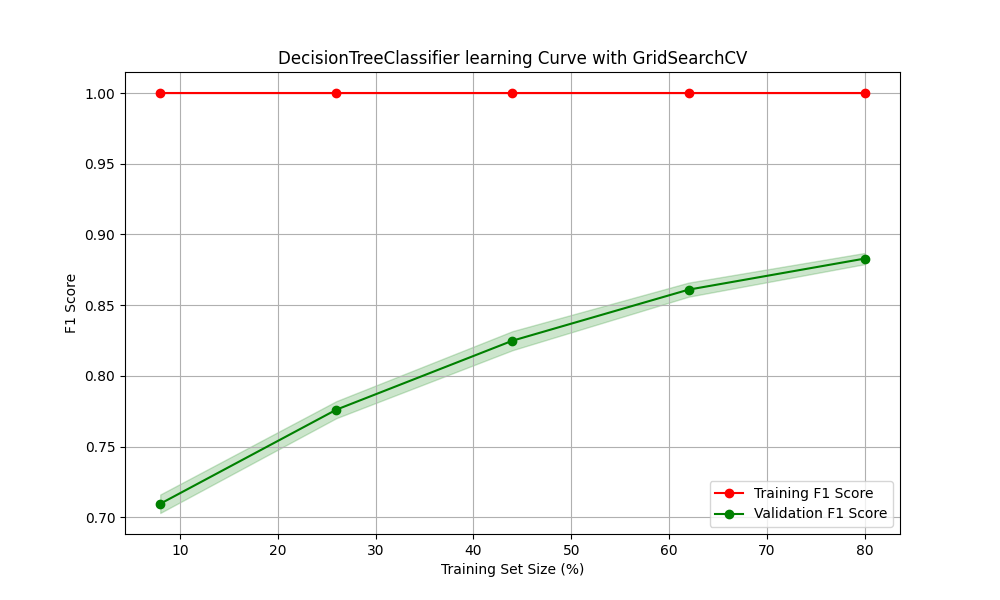 DecisionTreeClassifier learning Curve with GridSearchCV
1.00
0.95
0.90
0.85
0.80
0.75
0.70
F1 Score
Training F1 Score
Validation F1 Score
10 20 30 40 50 60 70 80
Training Set Size (%)